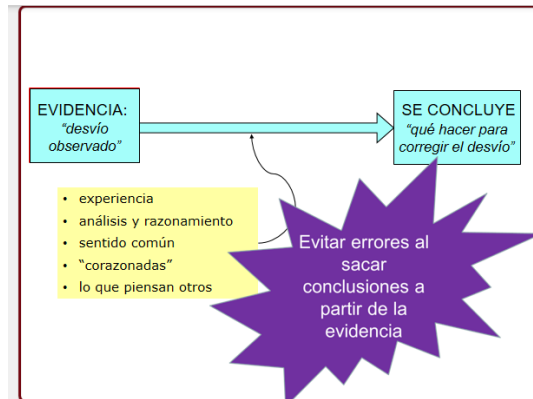 EVIDENCIA:
“desvío
observado”
SE CONCLUYE
“qué hacer para
corregir el desvío”
• experiencia
• análisis y razonamiento
• sentido común
• “corazonadas”
• lo que piensan otros
Evitar errores al
sacar
conclusiones a
partir de la
evidencia